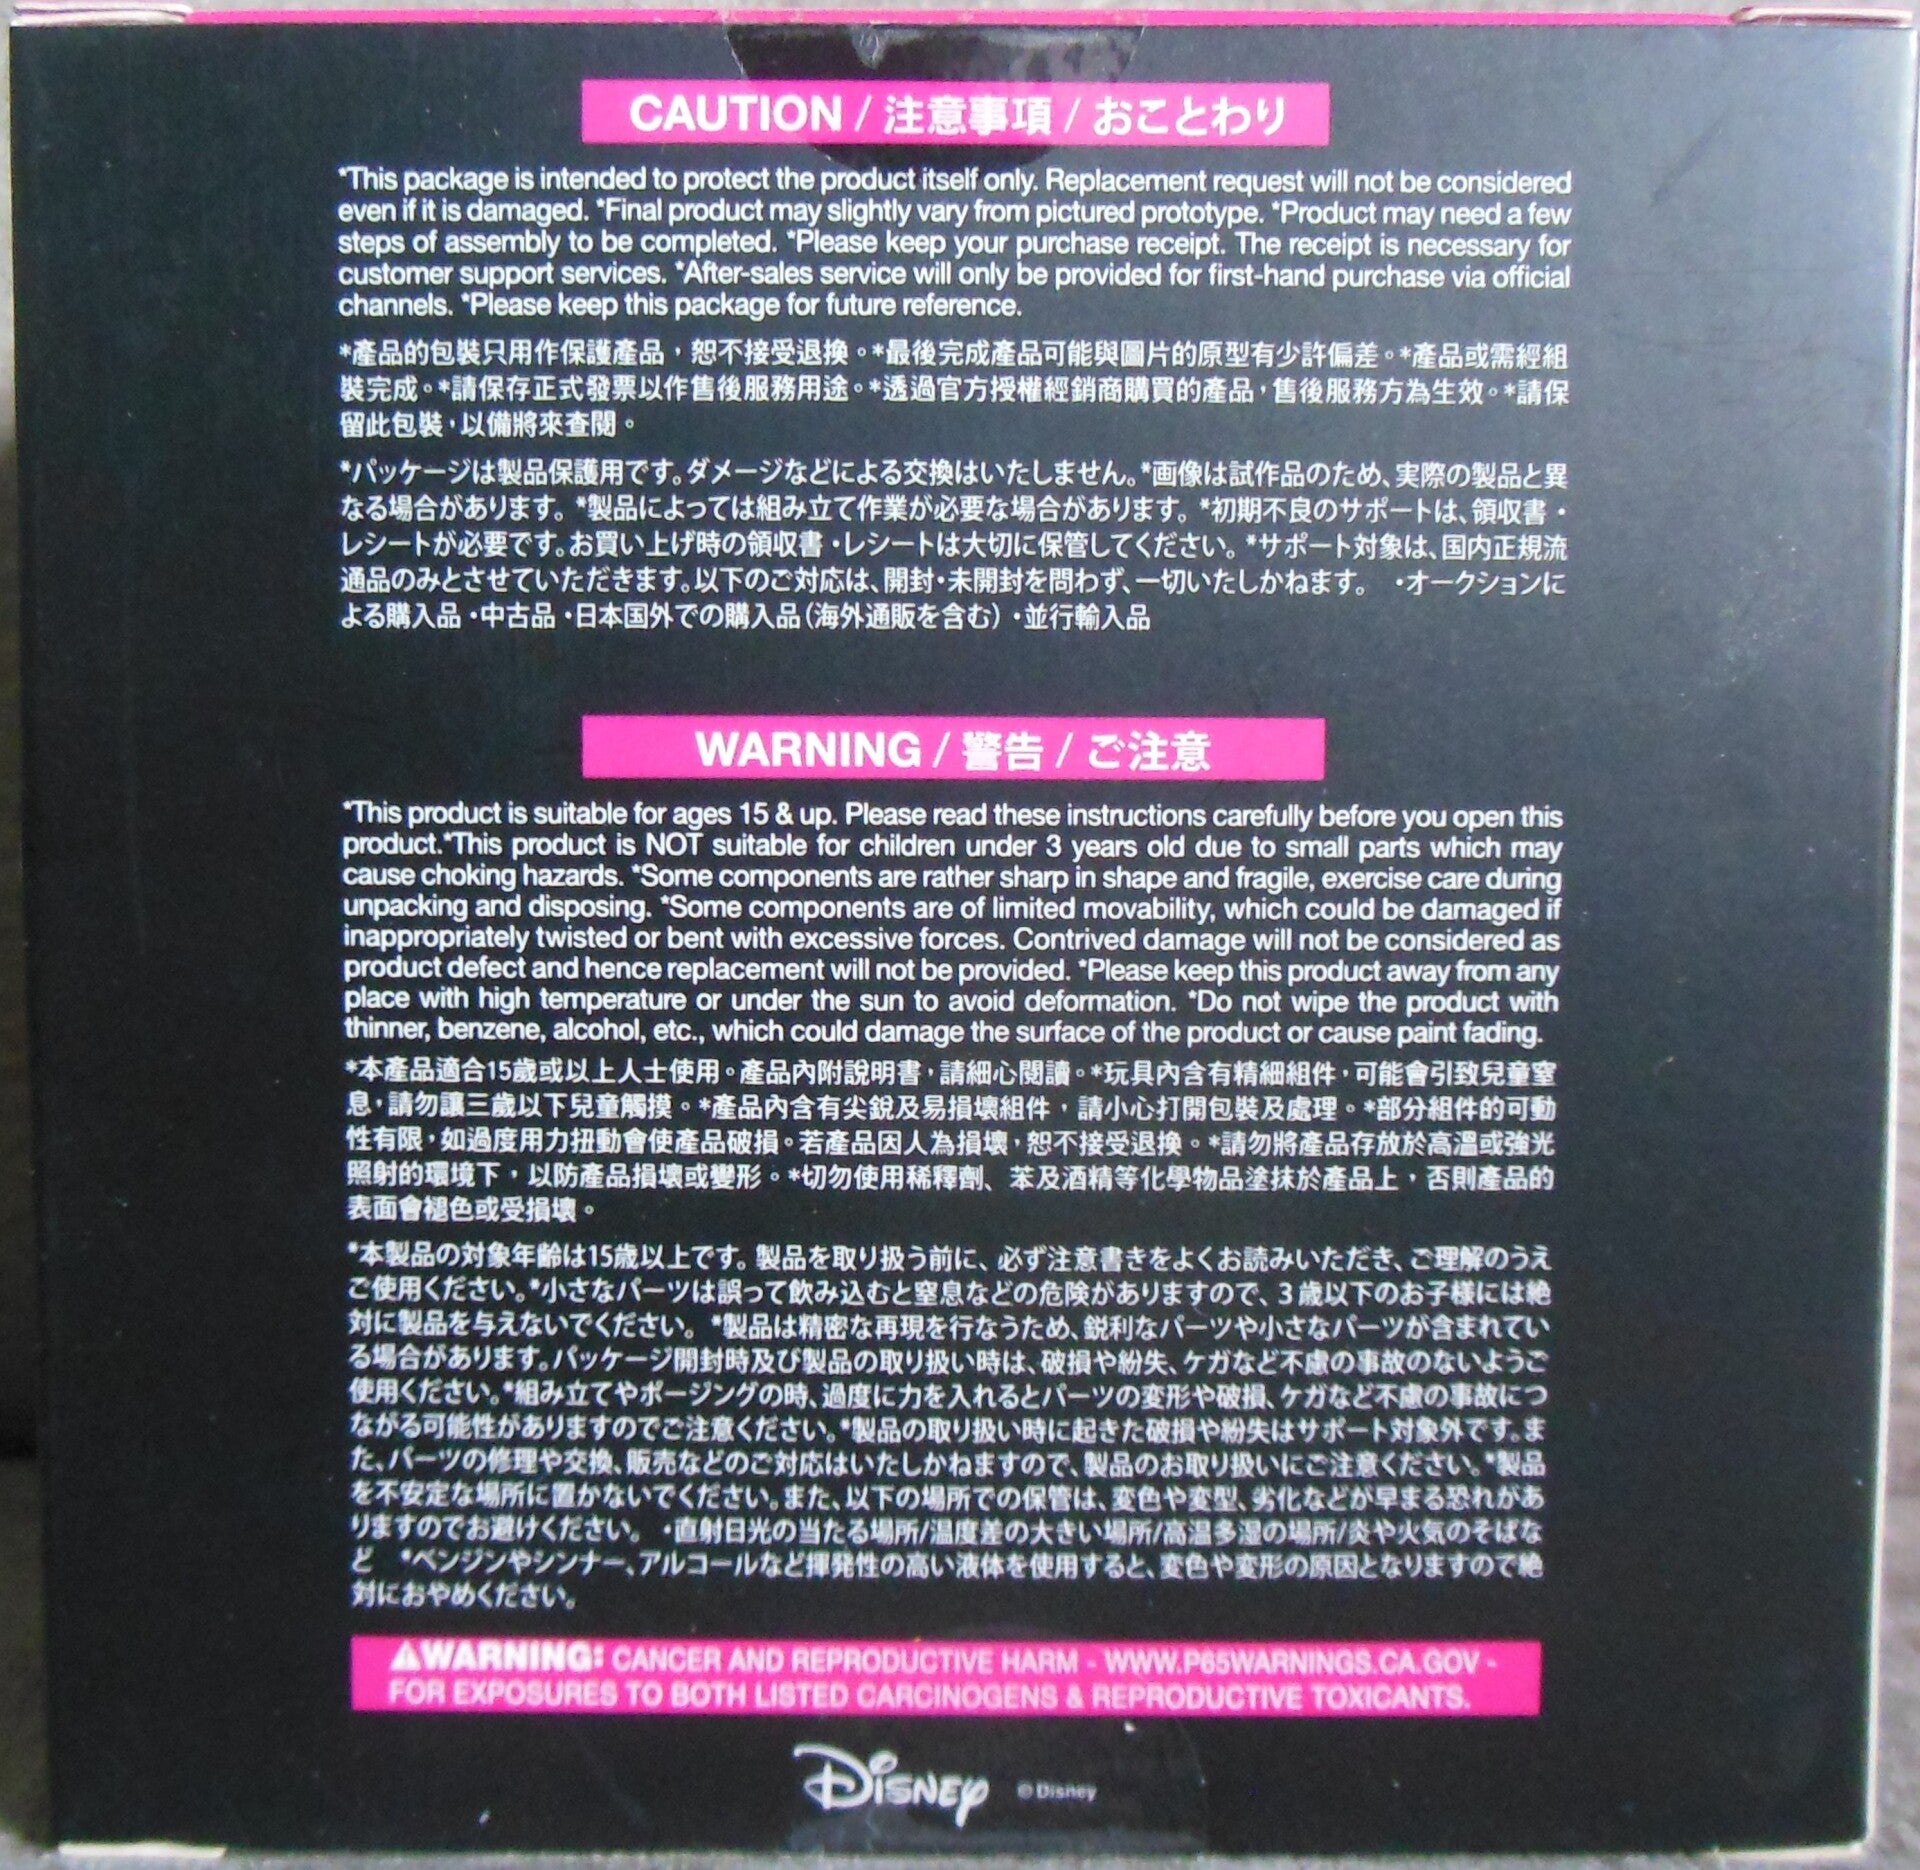 CAUTION / 注意事項 / おことわり
*This package is intended to protect the product itself only. Replacement request will not be considered
even if it is damaged. *Final product may slightly vary from pictured prototype. *Product may need a few
steps of assembly to be completed. *Please keep your purchase receipt. The receipt is necessary for
customer support services. *After-sales service will only be provided for first-hand purchase via official
channels. *Please keep this package for future reference.
*產品的包裝只用作保護產品，恕不接受退換。*最後完成產品可能與圖片的原型有少許偏差。*產品或需經組
裝完成。*請保存正式發票以作售後服務用途。*透過官方授權經銷商購買的產品，售後服務方為生效。*請保
留此包裝，以備將來查閱。
*パッケージは製品保護用です。ダメージなどによる交換はいたしません。*画像は試作品のため、実際の製品と異
なる場合があります。*製品によっては組み立て作業が必要な場合があります。*初期不良のサポートは、領収書・
レシートが必要です。お買い上げ時の領収書・レシートは大切に保管してください。*サポート対象は、国内正規流
通品のみとさせていただきます。以下のご対応は、開封・未開封を問わず、一切いたしかねます。 ・オークションに
よる購入品・中古品・日本国外での購入品（海外通販を含む）・並行輸入品
WARNING / 警告 / ご注意
*This product is suitable for ages 15 & up. Please read these instructions carefully before you open this
product.*This product is NOT suitable for children under 3 years old due to small parts which may
cause choking hazards. *Some components are rather sharp in shape and fragile, exercise care during
unpacking and disposing. *Some components are of limited movability, which could be damaged if
inappropriately twisted or bent with excessive forces. Contrived damage will not be considered as
product defect and hence replacement will not be provided. *Please keep this product away from any
place with high temperature or under the sun to avoid deformation. *Do not wipe the product with
thinner, benzene, alcohol, etc., which could damage the surface of the product or cause paint fading.
*本產品適合15歲或以上人士使用。產品內附說明書，請細心閱讀。*玩具內含有精細組件，可能會引致兒童窒
息，請勿讓三歲以下兒童觸摸。*產品內含有尖銳及易損壞組件，請小心打開包裝及處理。*部分組件的可動
性有限，如過度用力扭動會使產品破損。若產品因人為損壞，恕不接受退換。*請勿將產品存放於高溫或強光
照射的環境下，以防產品損壞或變形。*切勿使用稀釋劑、苯及酒精等化學物品塗抹於產品上，否則產品的
表面會褪色或受損壞。
*本製品の対象年齢は15歳以上です。製品を取り扱う前に、必ず注意書きをよくお読みいただき、ご理解のうえ
ご使用ください。*小さなパーツは誤って飲み込むと窒息などの危険がありますので、3歳以下のお子様には絶
対に製品を与えないでください。 *製品は精密な再現を行なうため、鋭利なパーツや小さなパーツが含まれてい
る場合があります。パッケージ開封時及び製品の取り扱い時は、破損や紛失、ケガなど不慮の事故のないようご
使用ください。*組み立てやポージングの時、過度に力を入れるとパーツの変形や破損、ケガなど不慮の事故につ
ながる可能性がありますのでご注意ください。*製品の取り扱い時に起きた破損や紛失はサポート対象外です。ま
た、パーツの修理や交換、販売などのご対応はいたしかねますので、製品のお取り扱いにご注意ください。*製品
を不安定な場所に置かないでください。また、以下の場所での保管は、変色や変型、劣化などが早まる恐れがあ
りますのでお避けください。 ・直射日光の当たる場所/温度差の大きい場所/高温多湿の場所/炎や火気のそばな
ど *ベンジンやシンナー、アルコールなど揮発性の高い液体を使用すると、変色や変形の原因となりますので絶
対におやめください。
⚠WARNING: CANCER AND REPRODUCTIVE HARM - WWW.P65WARNINGS.CA.GOV -
FOR EXPOSURES TO BOTH LISTED CARCINOGENS & REPRODUCTIVE TOXICANTS.
Disney © Disney